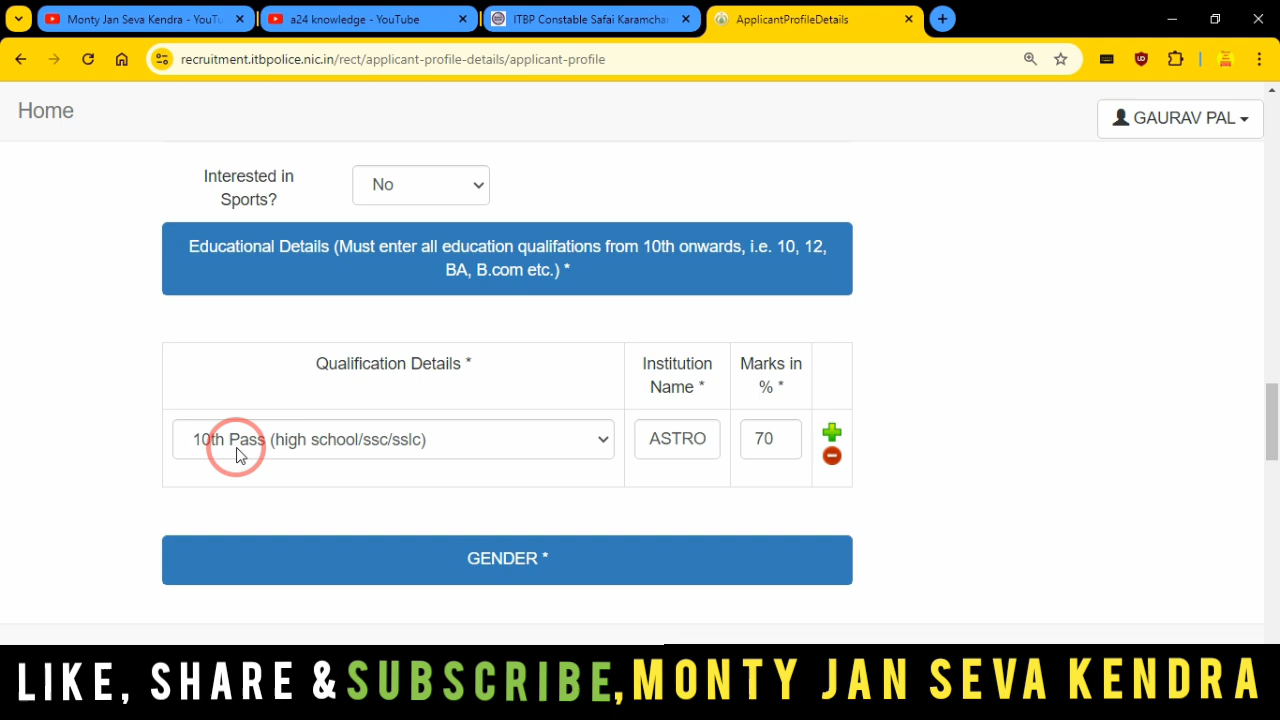 Monty Jan Seva Kendra - YouTu
a24 knowledge - YouTube
ITBP Constable Safai Karamchar
ApplicantProfileDetails
recruitment.itbpolice.nic.in/rect/applicant-profile-details/applicant-profile
Home
GAURAV PAL
Interested in
Sports?
No
Educational Details (Must enter all education qualifations from 10th onwards, i.e. 10, 12,
BA, B.com etc.) *
Qualification Details *
Institution
Name *
Marks in
% *
10th Pass (high school/ssc/sslc)
ASTRO
70
GENDER *
LIKE, SHARE & SUBSCRIBE, MONTY JAN SEVA KENDRA